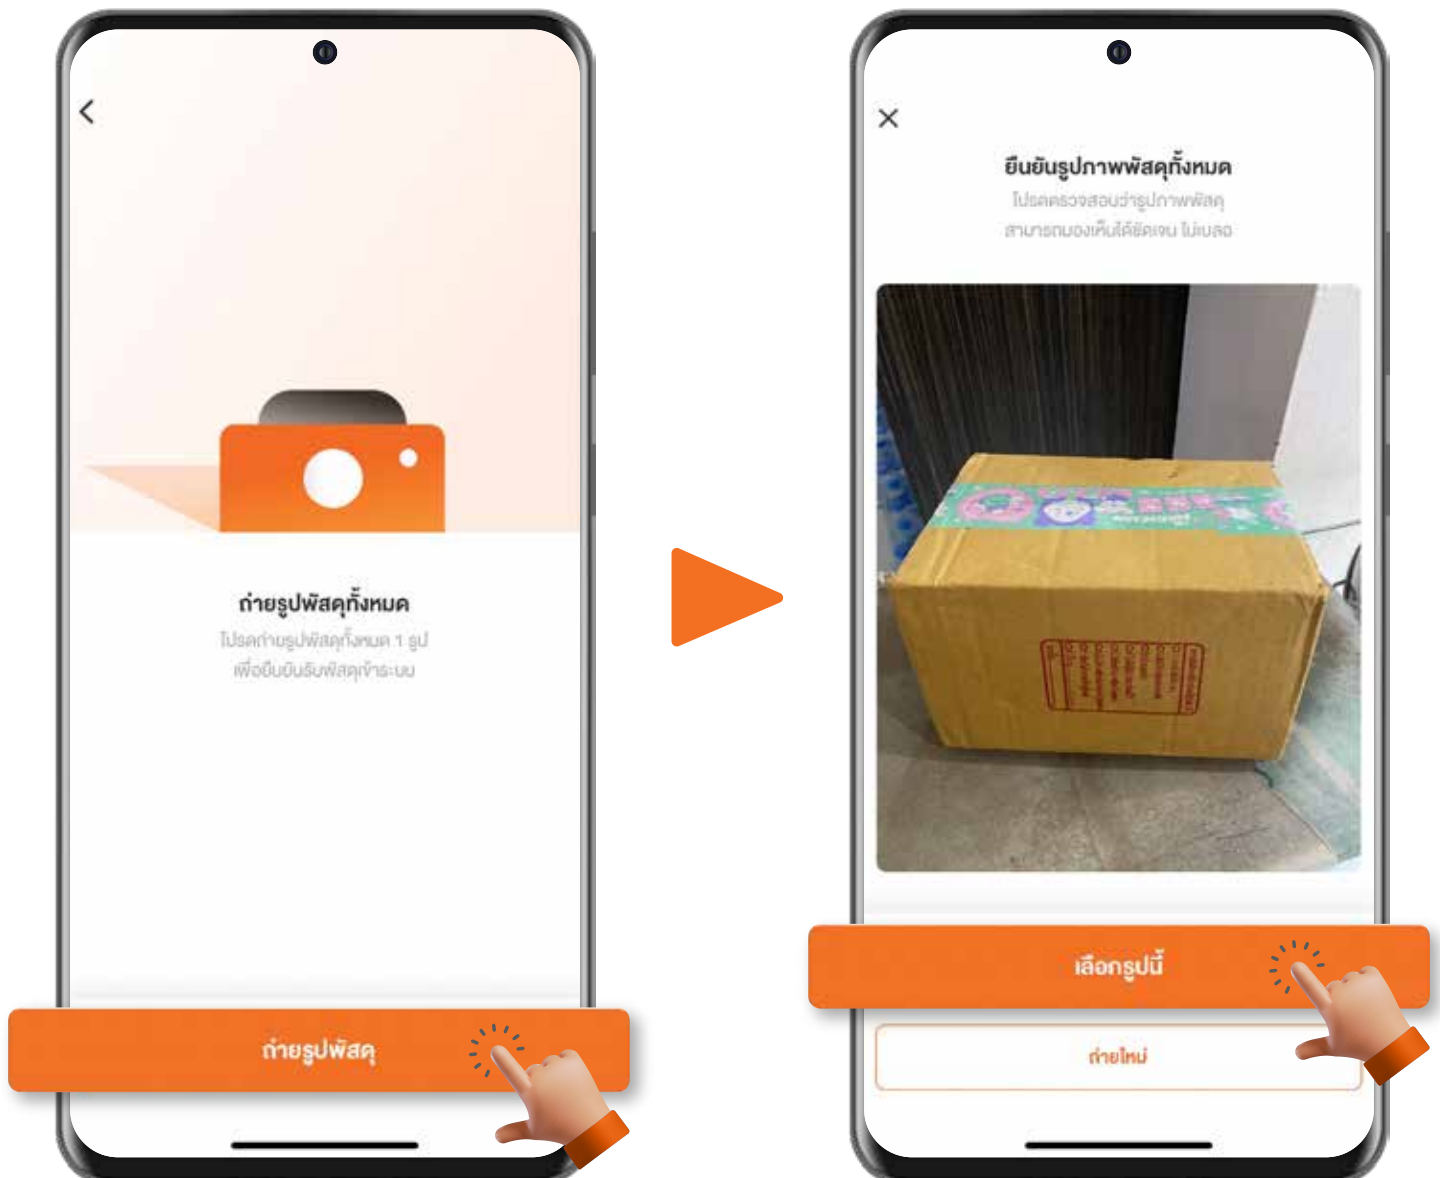 ถ่ายรูปพัสดุทั้งหมด
โปรดถ่ายรูปพัสดุทั้งหมด 1 รูป
เพื่อยืนยันรับพัสดุเข้าระบบ
ถ่ายรูปพัสดุ
ยืนยันรูปภาพพัสดุทั้งหมด
โปรดตรวจสอบว่ารูปภาพพัสดุ
สามารถมองเห็นได้ชัดเจน ไม่เบลอ
เลือกรูปนี้
ถ่ายใหม่